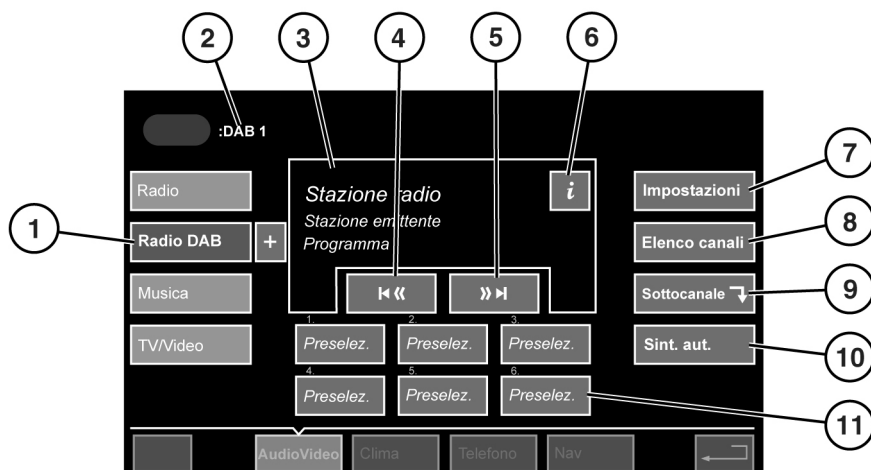 2 3 4 5 6
:DAB 1
7
Radio
Stazione radio
i
Impostazioni
1
Radio DAB +
Stazione emittente
Elenco canali
8
Programma
Musica
Sottocanale
9
TV/Video
1. Preselez.
2. Preselez.
3. Preselez.
Sint. aut.
10
4. Preselez.
5. Preselez.
6. Preselez.
11
AudioVideo Clima Telefono Nav